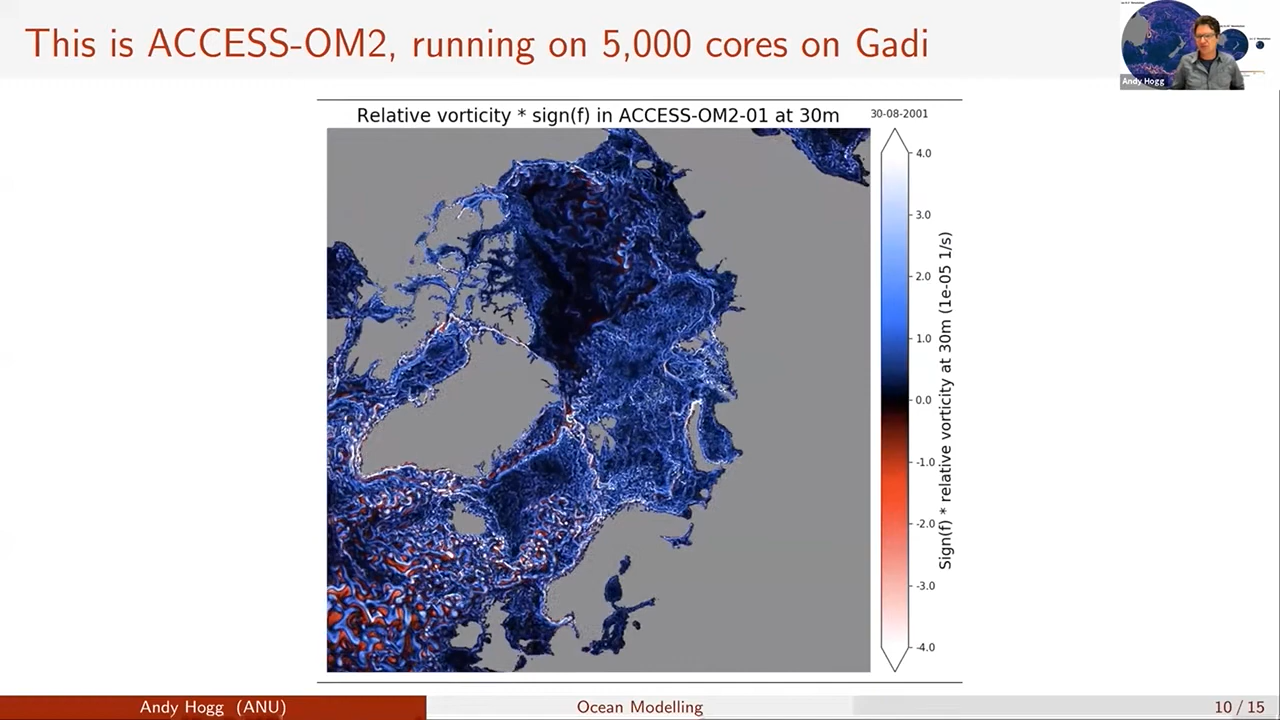 This is ACCESS-OM2, running on 5,000 cores on Gadi
Andy Hogg
Relative vorticity * sign(f) in ACCESS-OM2-01 at 30m
30-08-2001
4.0
3.0
2.0
1.0
0.0
-1.0
-2.0
-3.0
-4.0
Sign(f) * relative vorticity at 30m (1e-05 1/s)
Andy Hogg (ANU)
Ocean Modelling
10 / 15